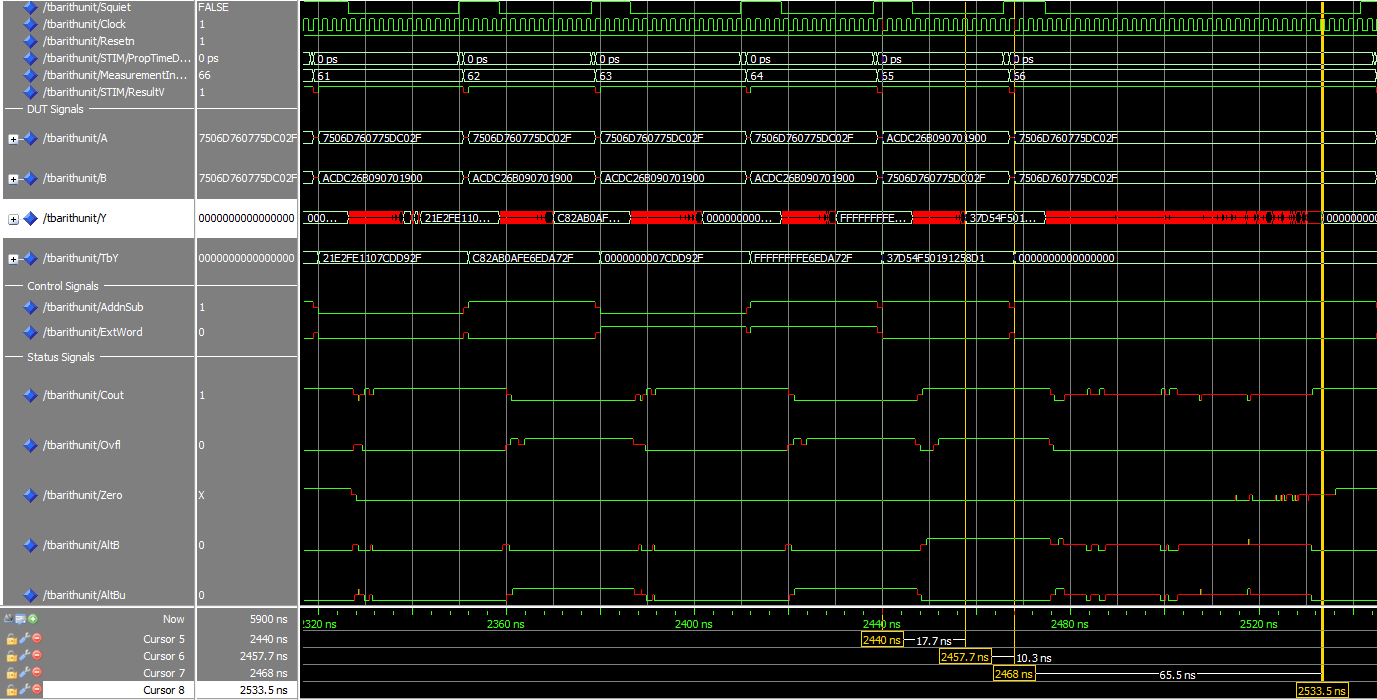 /tbarithunit/Squiet FALSE
/tbarithunit/Clock 1
/tbarithunit/Resetn 1
/tbarithunit/STIM/PropTimeD... 0 ps 0 ps 0 ps 0 ps 0 ps 0 ps 0 ps
/tbarithunit/MeasurementIn... 66 61 62 63 64 65 66
/tbarithunit/STIM/ResultV 1
DUT Signals
/tbarithunit/A 7506D760775DC02F 7506D760775DC02F 7506D760775DC02F 7506D760775DC02F 7506D760775DC02F ACDC26B090701900 7506D760775DC02F
/tbarithunit/B 7506D760775DC02F ACDC26B090701900 ACDC26B090701900 ACDC26B090701900 ACDC26B090701900 7506D760775DC02F 7506D760775DC02F
/tbarithunit/Y 0000000000000000 000... 21E2FE110... C82AB0AF... 000000000... FFFFFFFFE... 37D54F501... 000000000
/tbarithunit/TbY 0000000000000000 21E2FE1107CDD92F C82AB0AFE6EDA72F 0000000007CDD92F FFFFFFFFE6EDA72F 37D54F50191258D1 0000000000000000
Control Signals
/tbarithunit/AddnSub 1
/tbarithunit/ExtWord 0
Status Signals
/tbarithunit/Cout 1
/tbarithunit/Ovfl 0
/tbarithunit/Zero X
/tbarithunit/AltB 0
/tbarithunit/AltBu 0
Now 5900 ns 2320 ns 2360 ns 2400 ns 2440 ns 2480 ns 2520 ns
Cursor 5 2440 ns 2440 ns 17.7 ns
Cursor 6 2457.7 ns 2457.7 ns 10.3 ns
Cursor 7 2468 ns 2468 ns 65.5 ns
Cursor 8 2533.5 ns 2533.5 ns